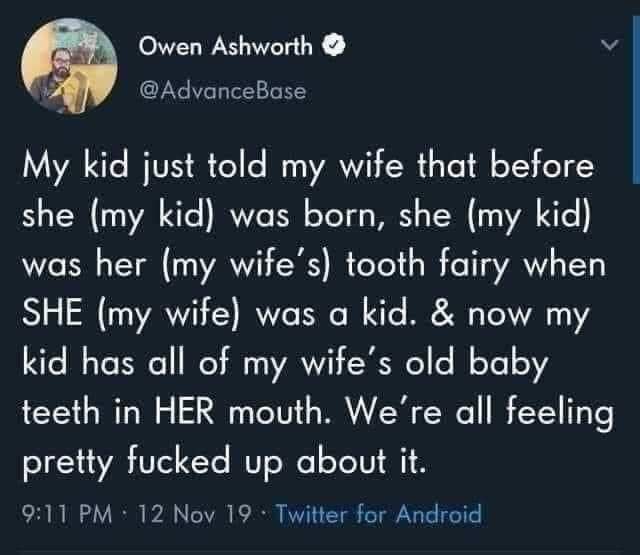 Owen Ashworth
@AdvanceBase
My kid just told my wife that before
she (my kid) was born, she (my kid)
was her (my wife's) tooth fairy when
SHE (my wife) was a kid. & now my
kid has all of my wife's old baby
teeth in HER mouth. We're all feeling
pretty fucked up about it.
9:11 PM · 12 Nov 19 · Twitter for Android